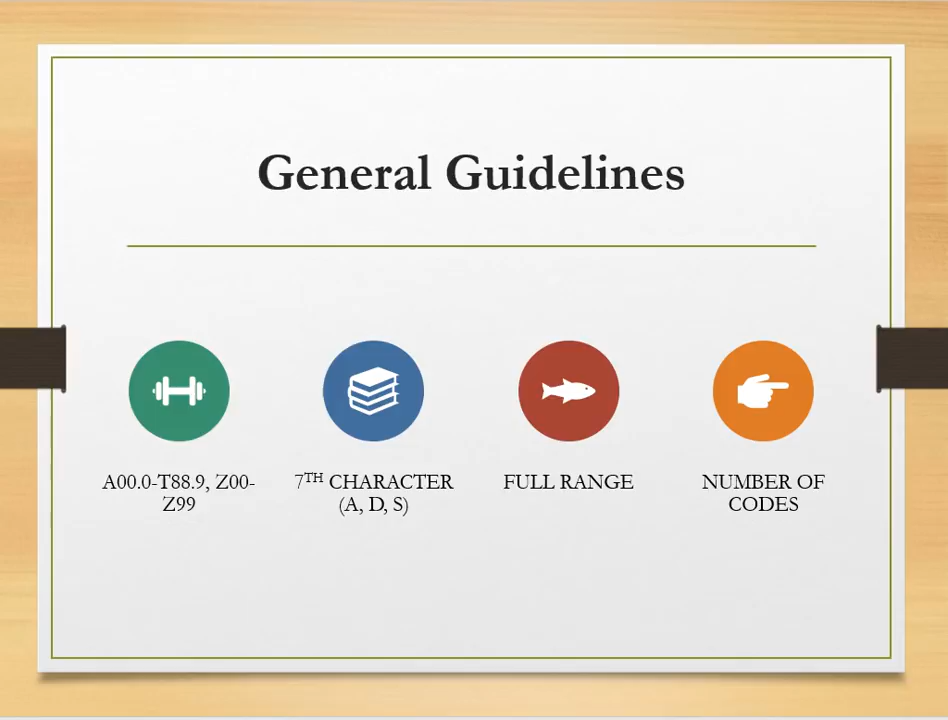 General Guidelines
A00.0-T88.9, Z00-
Z99
7TH CHARACTER
(A, D, S)
FULL RANGE
NUMBER OF
CODES